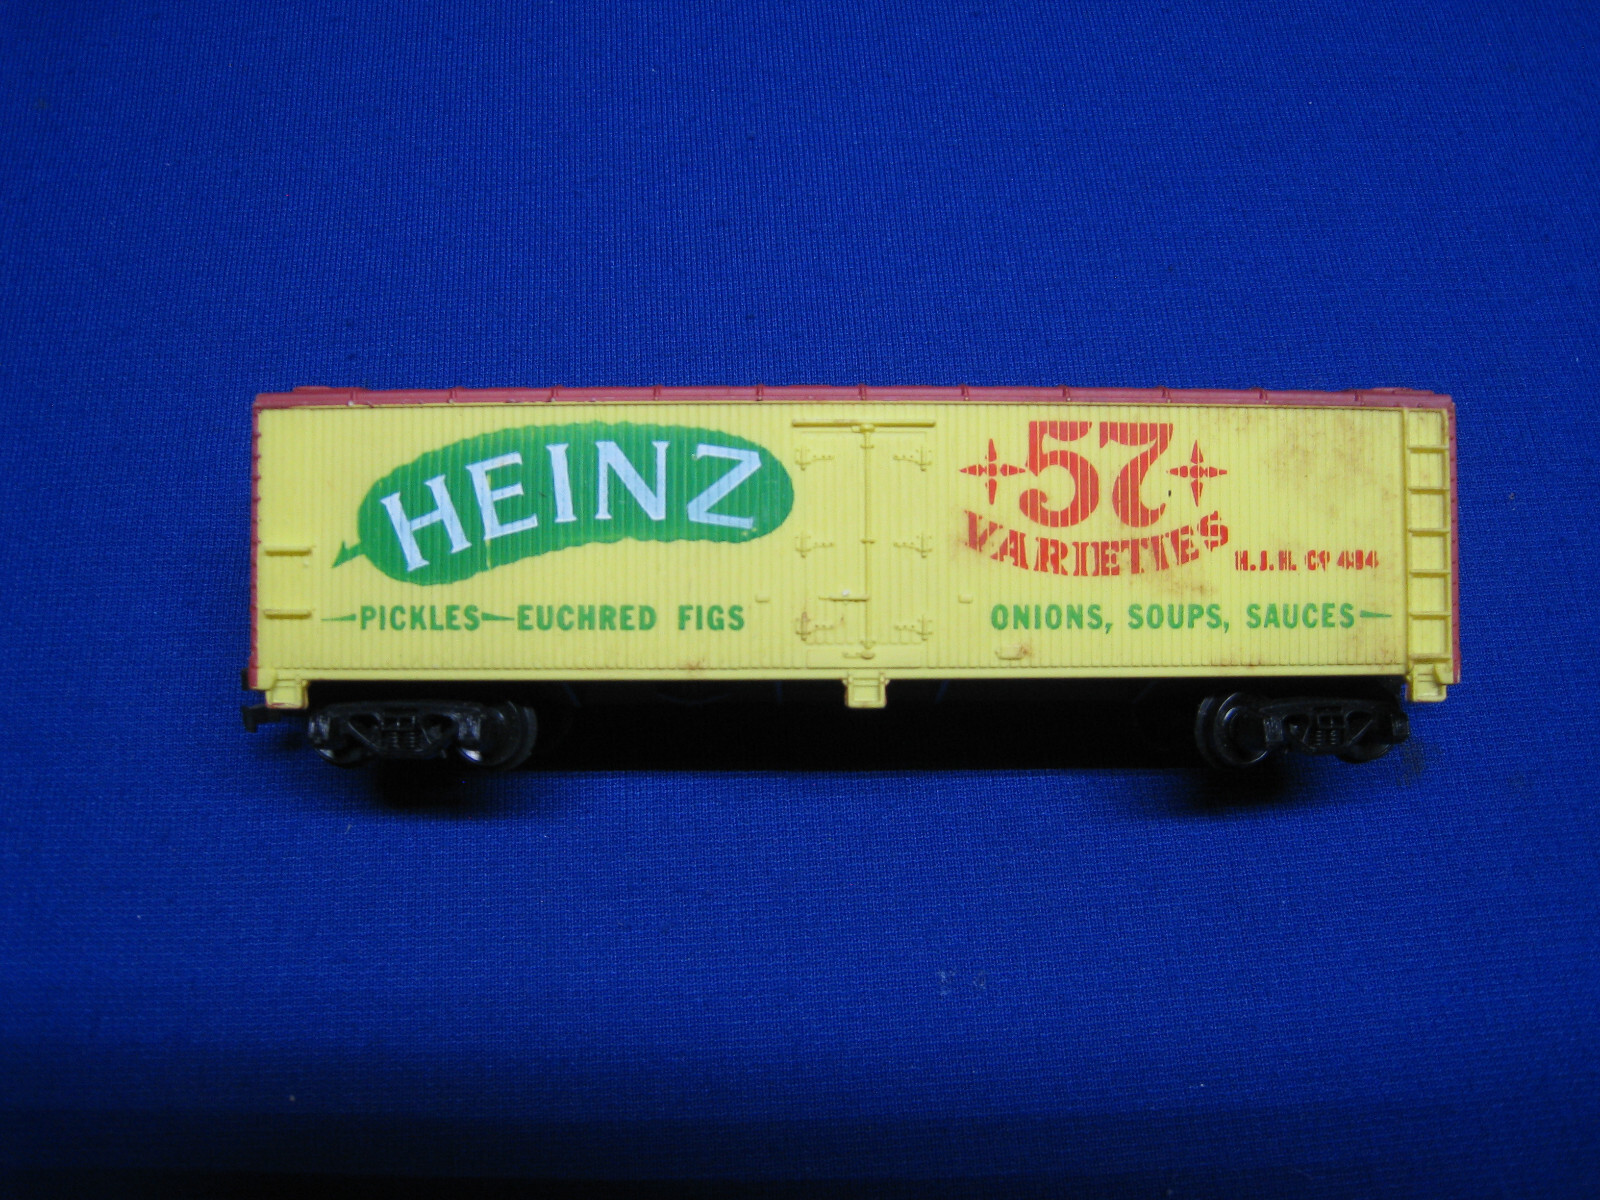 HEINZ
57
VARIETIES
H.J.H. CO 494
—PICKLES—EUCHRED FIGS
ONIONS, SOUPS, SAUCES—